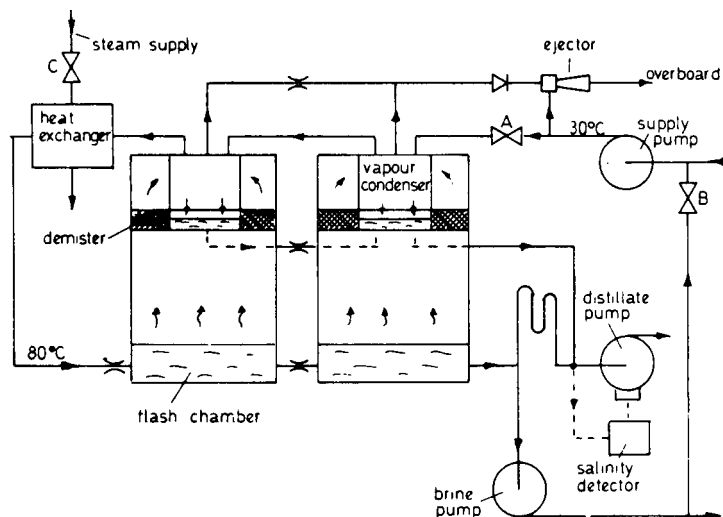 steam supply
C
heat
exchanger
ejector
overboard
A
30°C
supply
pump
vapour
condenser
B
demister
distillate
pump
80°C
flash chamber
salinity
detector
brine
pump